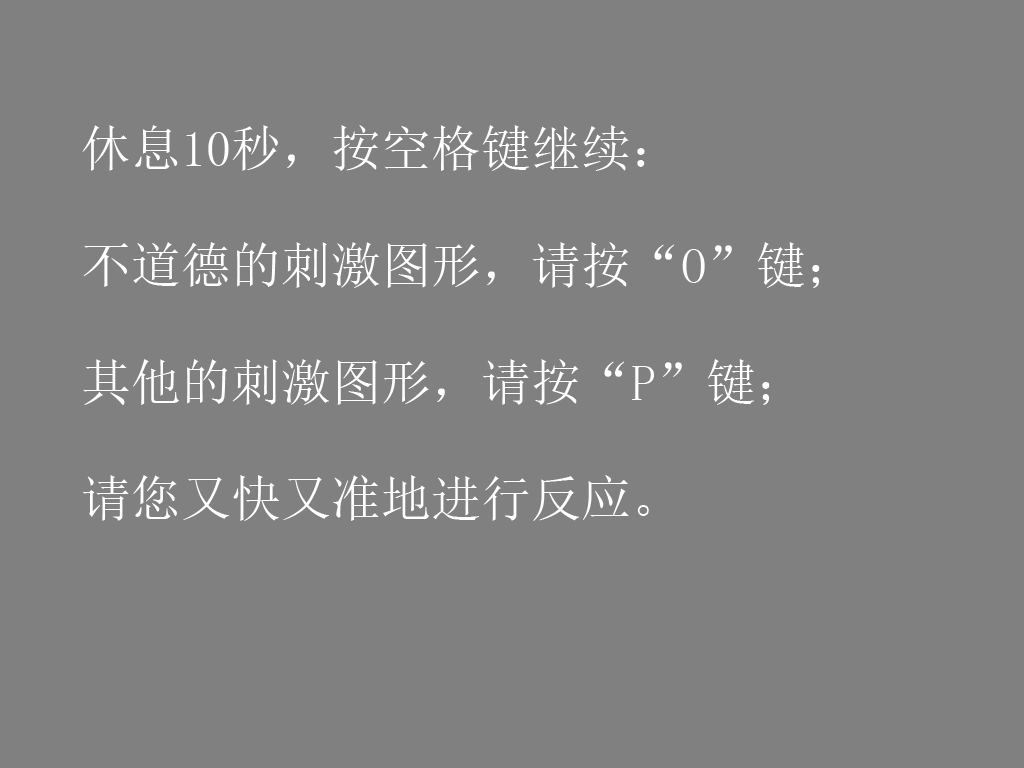 休息10秒，按空格键继续：
不道德的刺激图形，请按“O”键；
其他的刺激图形，请按“P”键；
请您又快又准地进行反应。